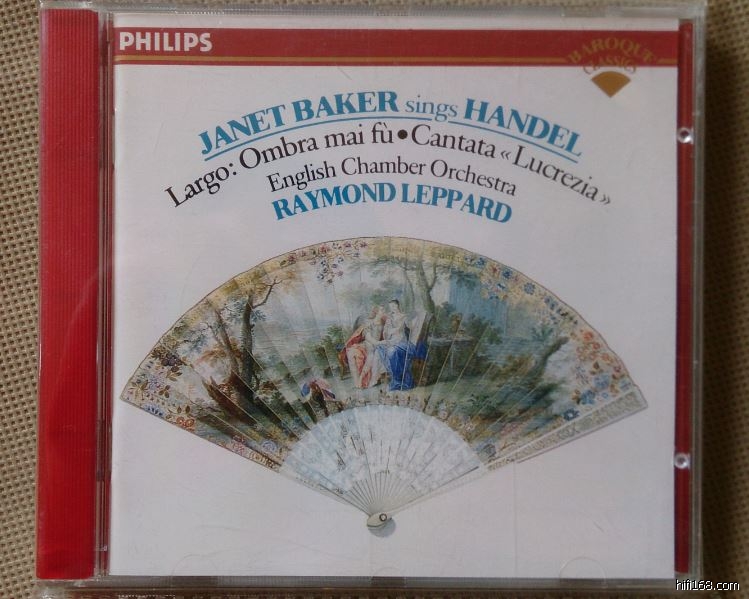 PHILIPS
BAROQUE
CLASSICS
JANET BAKER sings HANDEL
Largo: Ombra mai fù • Cantata « Lucrezia »
English Chamber Orchestra
RAYMOND LEPPARD
hifi168.com